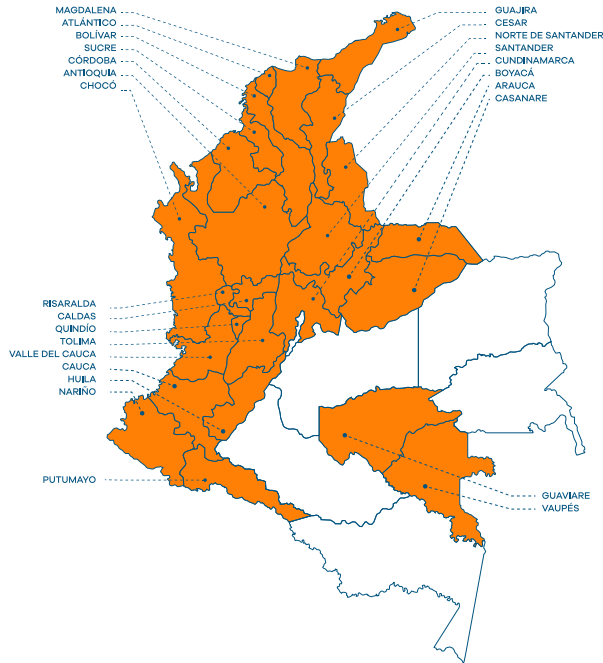 MAGDALENA
ATLÁNTICO
BOLÍVAR
SUCRE
CÓRDOBA
ANTIOQUIA
CHOCÓ
GUAJIRA
CESAR
NORTE DE SANTANDER
SANTANDER
CUNDINAMARCA
BOYACÁ
ARAUCA
CASANARE
RISARALDA
CALDAS
QUINDÍO
TOLIMA
VALLE DEL CAUCA
CAUCA
HUILA
NARIÑO
PUTUMAYO
GUAVIARE
VAUPÉS